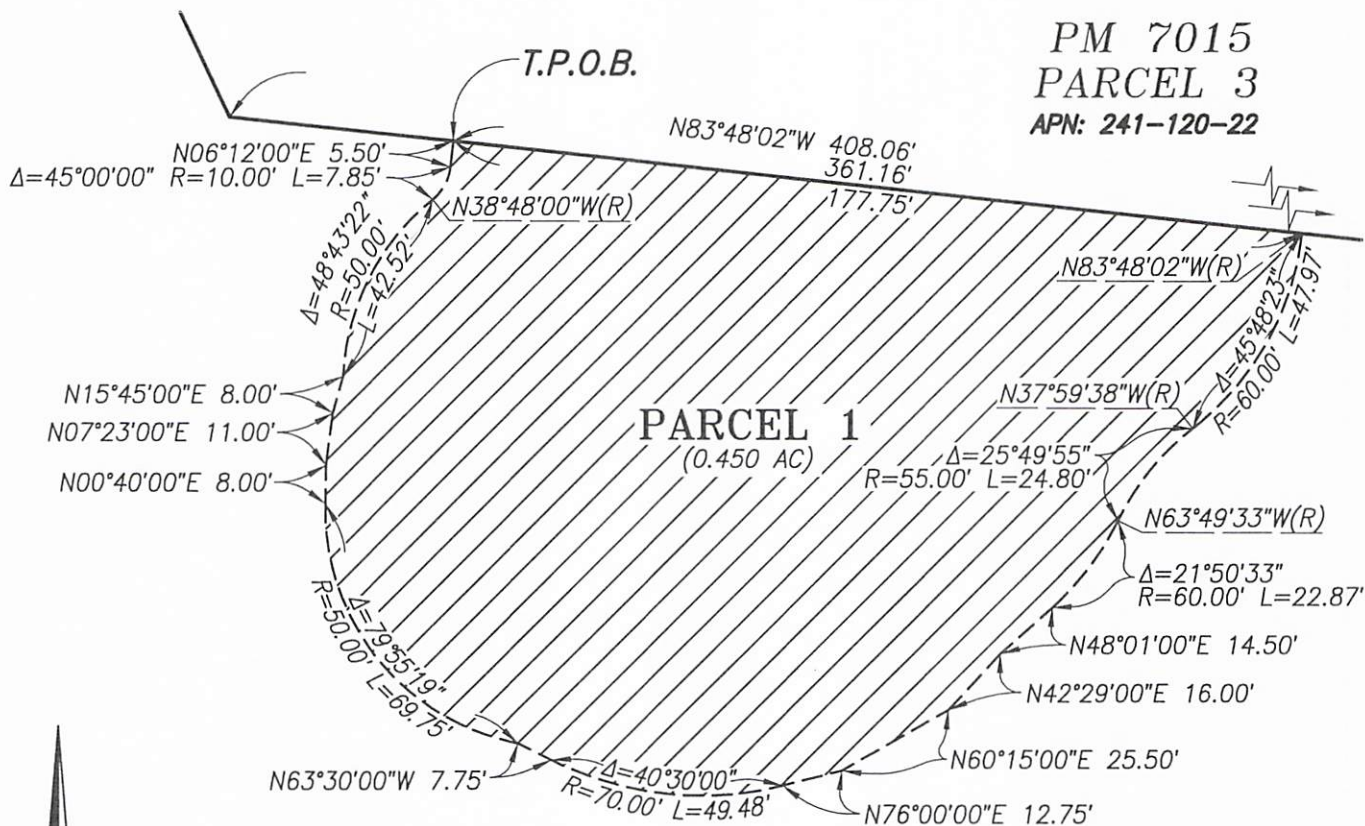 PM 7015
PARCEL 3
APN: 241-120-22
T.P.O.B.
N83°48'02"W 408.06'
361.16'
177.75'
N06°12'00"E 5.50'
Δ=45°00'00" R=10.00' L=7.85'
N38°48'00"W(R)
Δ=48°43'22"
R=50.00'
L=42.52'
N83°48'02"W(R)
Δ=45°48'23"
R=60.00' L=47.97'
N15°45'00"E 8.00'
N07°23'00"E 11.00'
N00°40'00"E 8.00'
PARCEL 1
(0.450 AC)
N37°59'38"W(R)
Δ=25°49'55"
R=55.00' L=24.80'
N63°49'33"W(R)
Δ=21°50'33"
R=60.00' L=22.87'
N48°01'00"E 14.50'
N42°29'00"E 16.00'
N60°15'00"E 25.50'
N76°00'00"E 12.75'
Δ=79°55'19"
R=50.00' L=69.75'
N63°30'00"W 7.75'
Δ=40°30'00"
R=70.00' L=49.48'